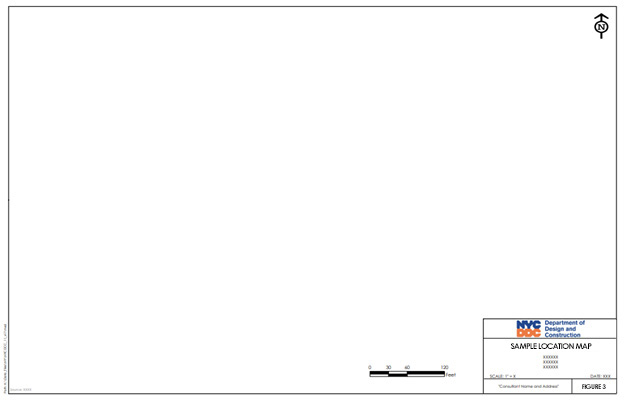 N
NYC
DDC
Department of
Design and
Construction
SAMPLE LOCATION MAP
XXXXXX
XXXXXX
XXXXXX
SCALE: 1" = X
DATE: XXX
"Consultant Name and Address"
FIGURE 3
0 30 60 120
Feet